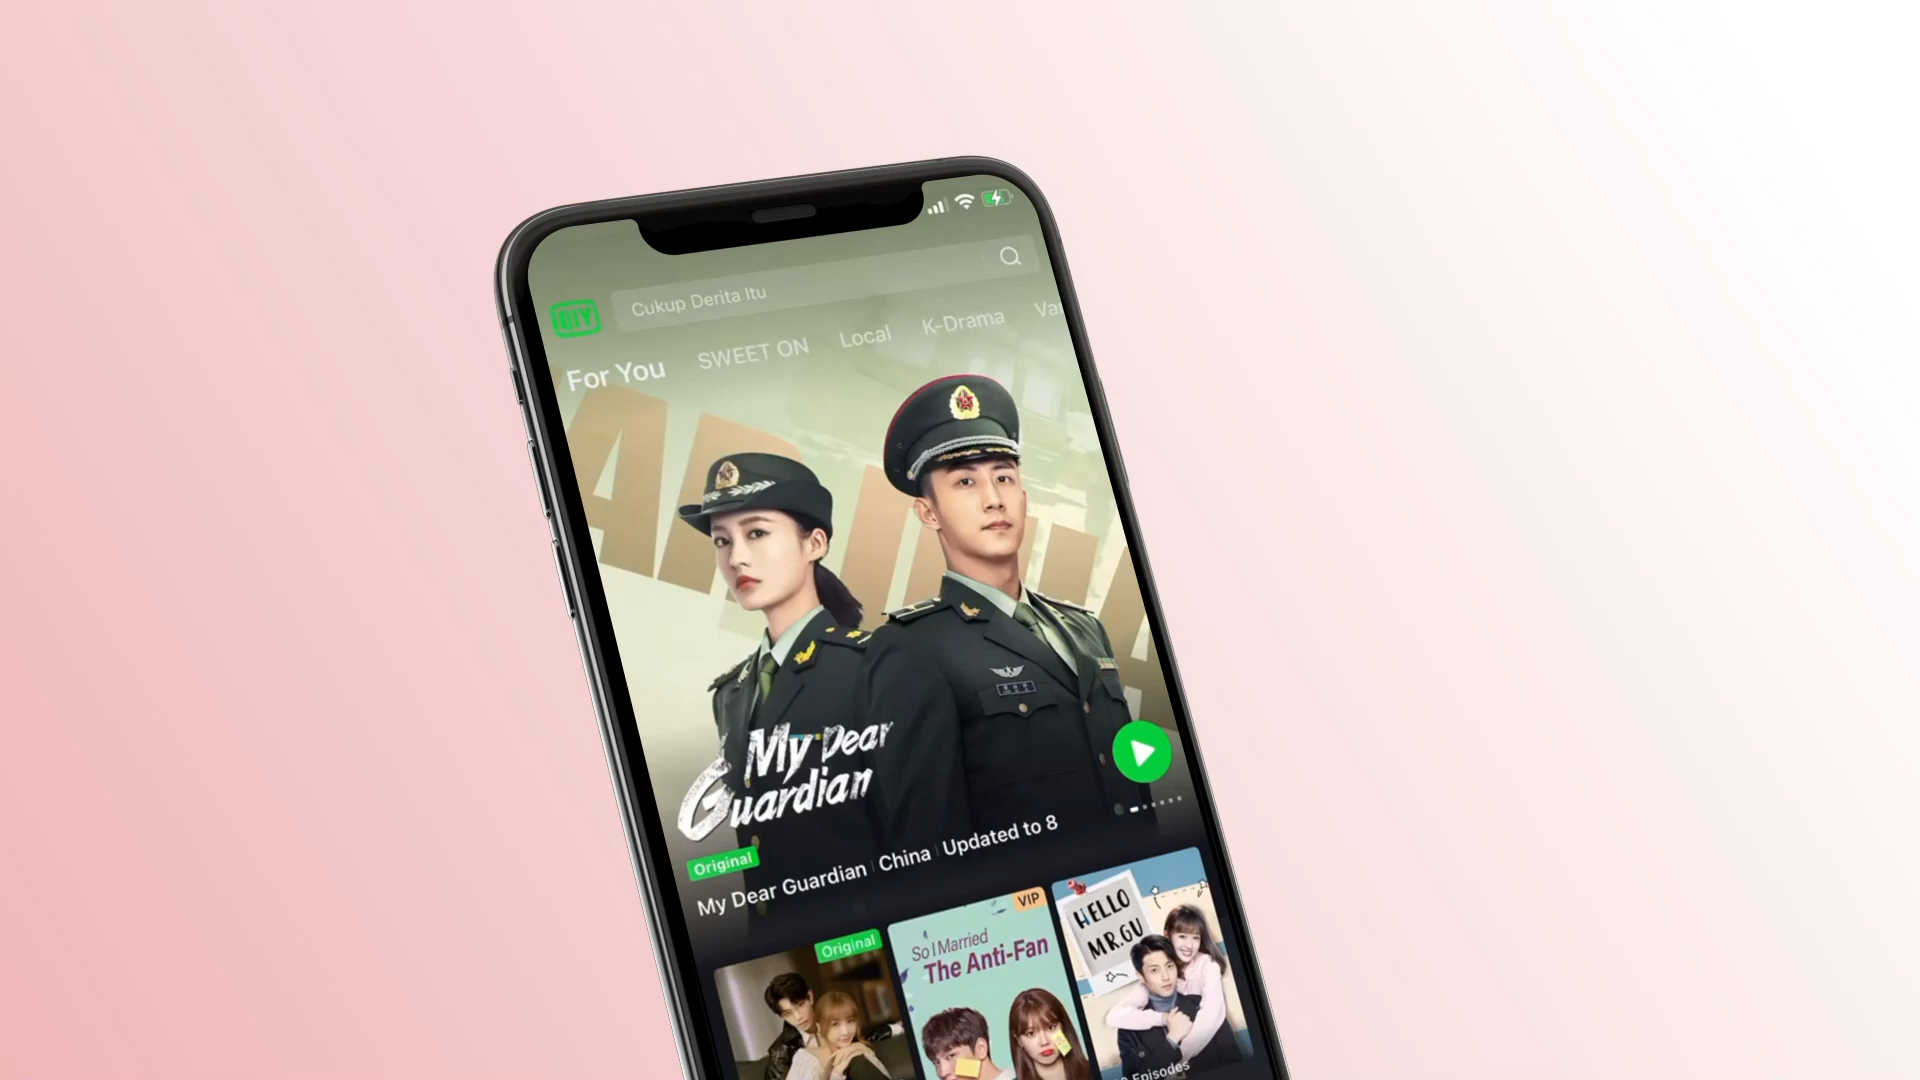 QIY
Cukup Derita Itu
For You
SWEET ON
Local
K-Drama
My Dear
Guardian
Original
My Dear Guardian | China | Updated to 8
Original
VIP
So I Married
The Anti-Fan
HELLO
MR.GU
Episodes